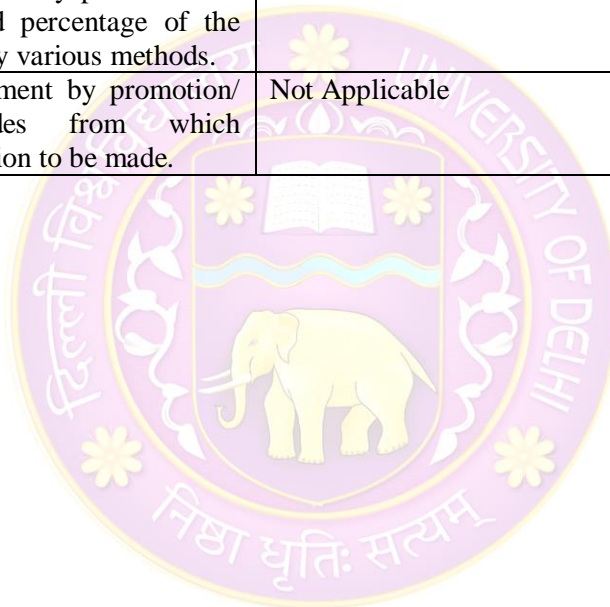 d percentage of the
y various methods.
ment by promotion/ Not Applicable
des from which
ion to be made.
दिल्ली विश्वविद्यालय
UNIVERSITY OF DELHI
निष्ठा धृतिः सत्यम्